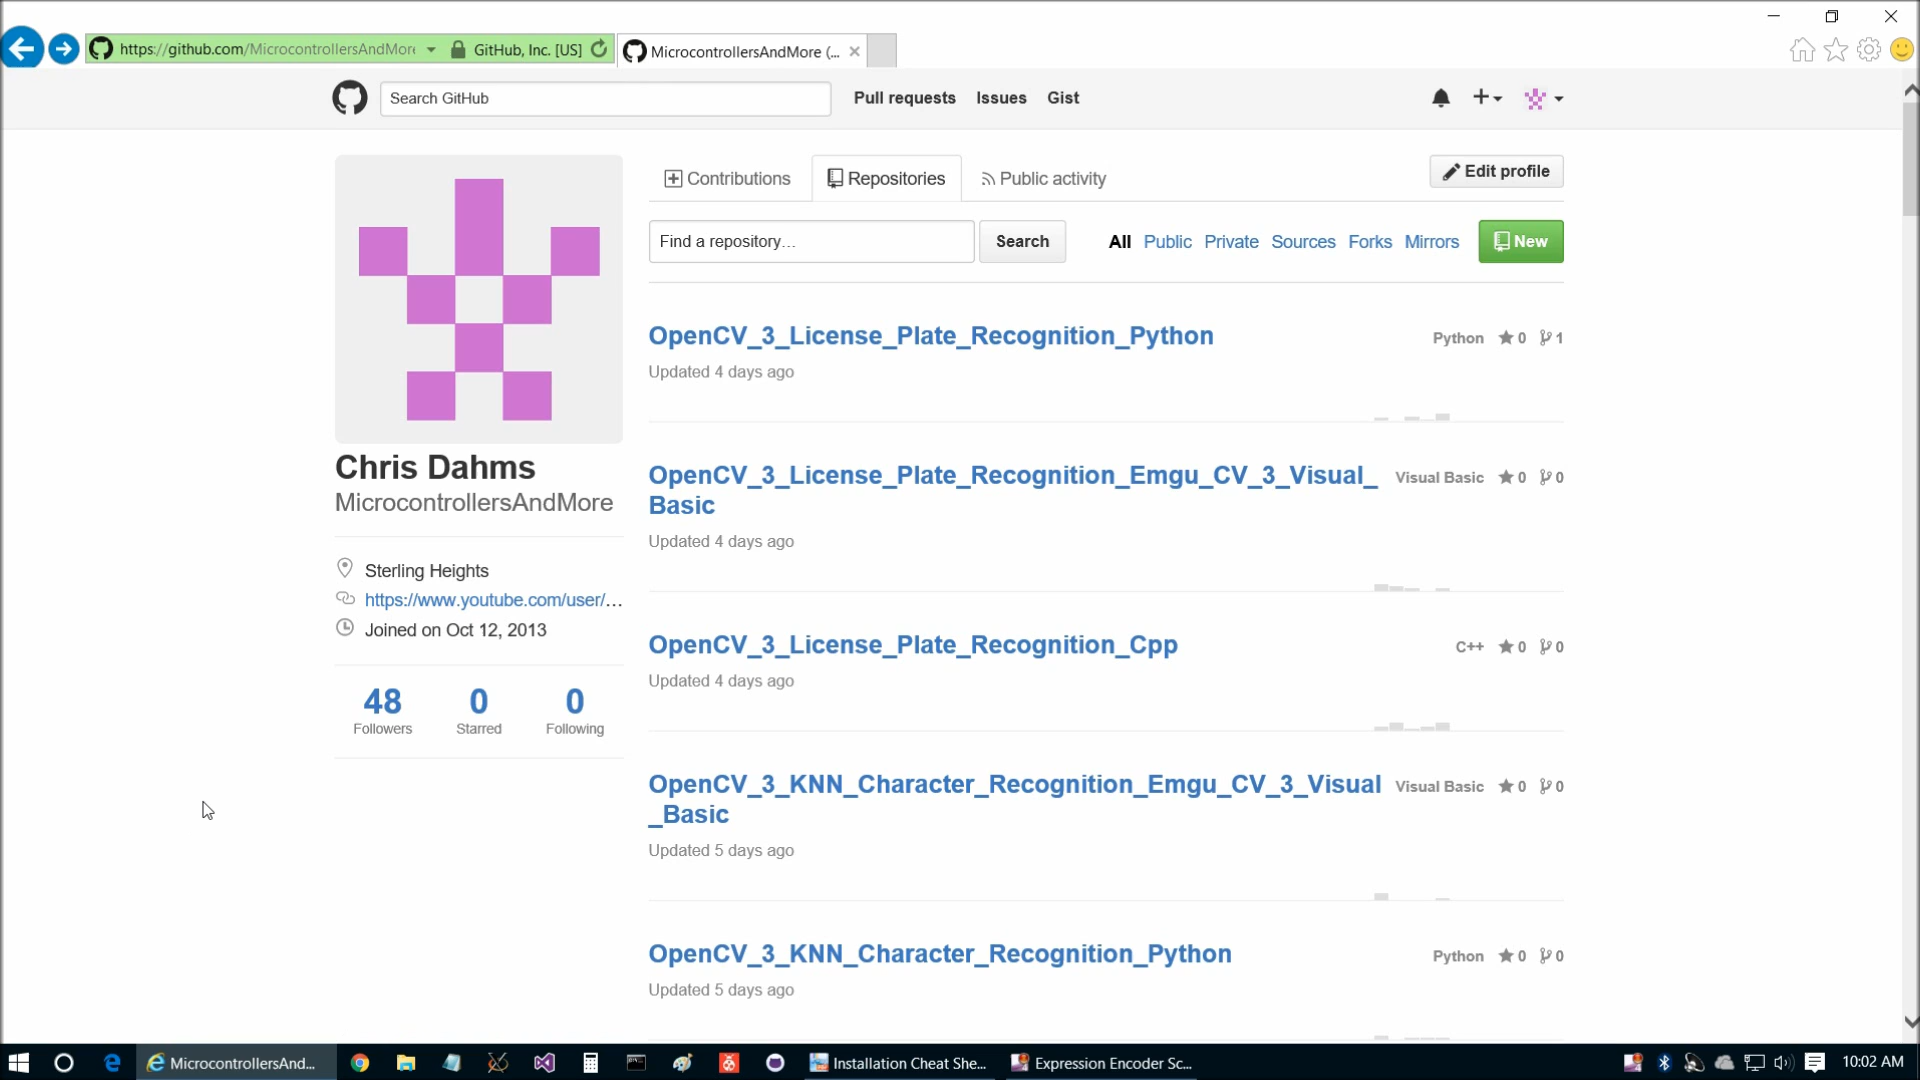 https://github.com/MicrocontrollersAndMore
GitHub, Inc. [US]
MicrocontrollersAndMore (...
Search GitHub
Pull requests
Issues
Gist
Contributions
Repositories
Public activity
Edit profile
Find a repository...
Search
All
Public
Private
Sources
Forks
Mirrors
New
Chris Dahms
MicrocontrollersAndMore
Sterling Heights
https://www.youtube.com/user/...
Joined on Oct 12, 2013
48
Followers
0
Starred
0
Following
OpenCV_3_License_Plate_Recognition_Python
Python 0 1
Updated 4 days ago
OpenCV_3_License_Plate_Recognition_Emgu_CV_3_Visual_
Basic
Visual Basic 0 0
Updated 4 days ago
OpenCV_3_License_Plate_Recognition_Cpp
C++ 0 0
Updated 4 days ago
OpenCV_3_KNN_Character_Recognition_Emgu_CV_3_Visual
_Basic
Visual Basic 0 0
Updated 5 days ago
OpenCV_3_KNN_Character_Recognition_Python
Python 0 0
Updated 5 days ago
MicrocontrollersAnd...
Installation Cheat She...
Expression Encoder Sc...
10:02 AM